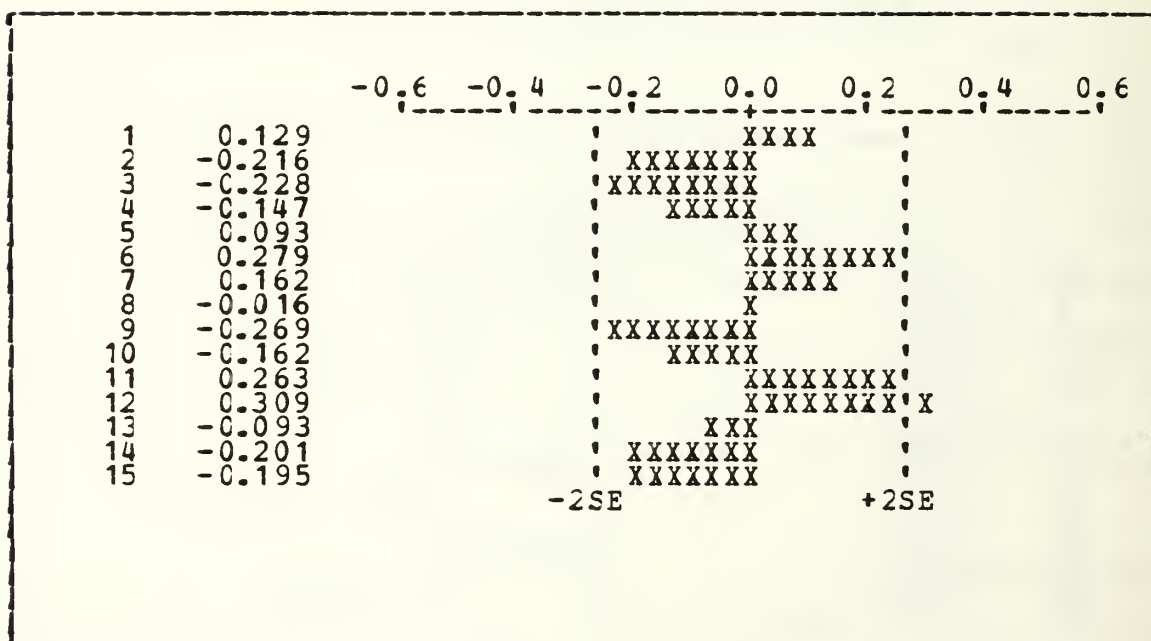 -0.6 -0.4 -0.2 0.0 0.2 0.4 0.6
1 0.129 XXXX
2 -0.216 XXXXXXX
3 -0.228 XXXXXXXX
4 -0.147 XXXXX
5 0.093 XXX
6 0.279 XXXXXXXX
7 0.162 XXXXX
8 -0.016 X
9 -0.269 XXXXXXXX
10 -0.162 XXXXX
11 0.263 XXXXXXXX
12 0.309 XXXXXXXX X
13 -0.093 XXX
14 -0.201 XXXXXXX
15 -0.195 XXXXXXX
-2SE +2SE